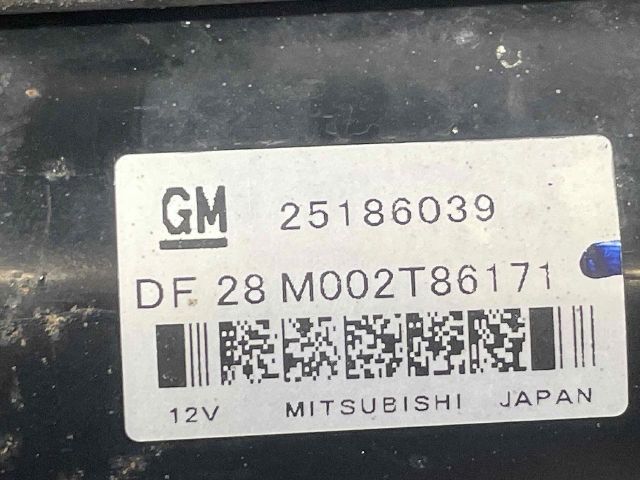 GM 25186039
DF 28 M002T86171
12V MITSUBISHI JAPAN